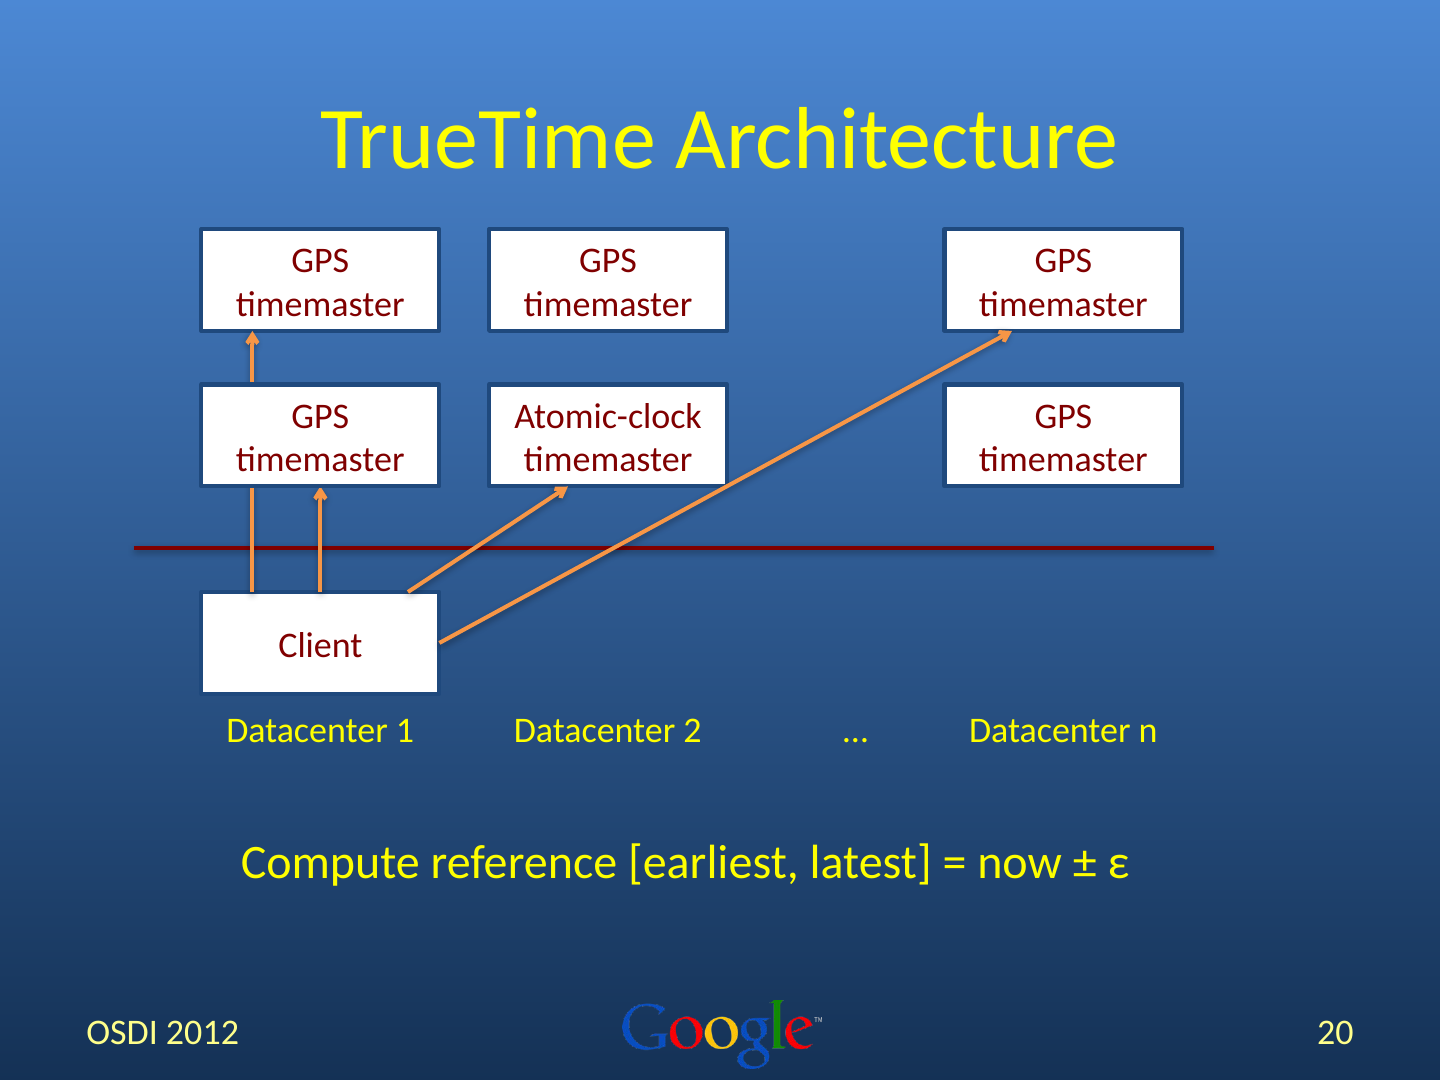 TrueTime Architecture
GPS
timemaster
GPS
timemaster
GPS
timemaster
GPS
timemaster
Atomic-clock
timemaster
GPS
timemaster
Client
Datacenter 1
Datacenter 2
...
Datacenter n
Compute reference [earliest, latest] = now ± ε
OSDI 2012
Google™
20